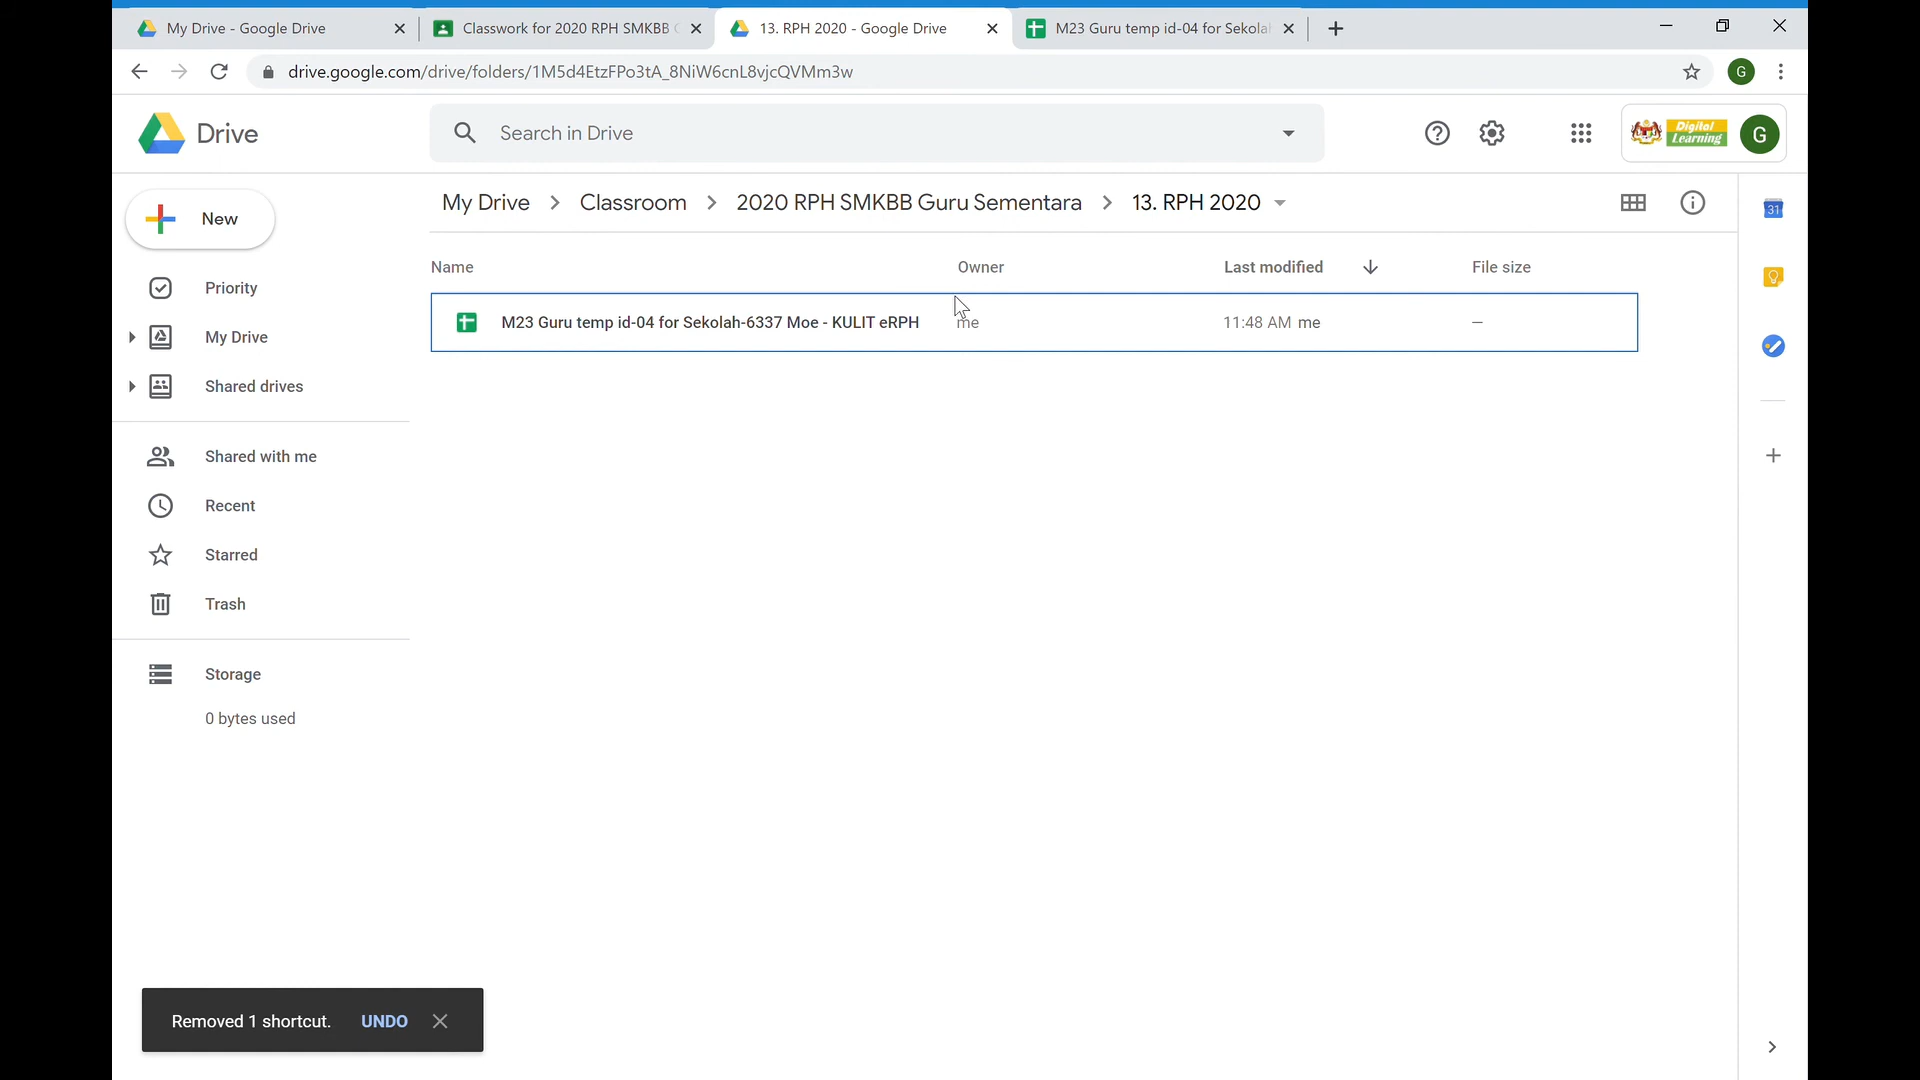 My Drive - Google Drive
Classwork for 2020 RPH SMKBB
13. RPH 2020 - Google Drive
M23 Guru temp id-04 for Sekolah
drive.google.com/drive/folders/1M5d4EtzFPo3tA_8NiW6cnL8vjcQVMm3w
G
Drive
Search in Drive
Digital Learning
G
New
My Drive > Classroom > 2020 RPH SMKBB Guru Sementara > 13. RPH 2020
31
Name Owner Last modified File size
M23 Guru temp id-04 for Sekolah-6337 Moe - KULIT eRPH me 11:48 AM me –
Priority
My Drive
Shared drives
Shared with me
Recent
Starred
Trash
Storage
0 bytes used
Removed 1 shortcut. UNDO